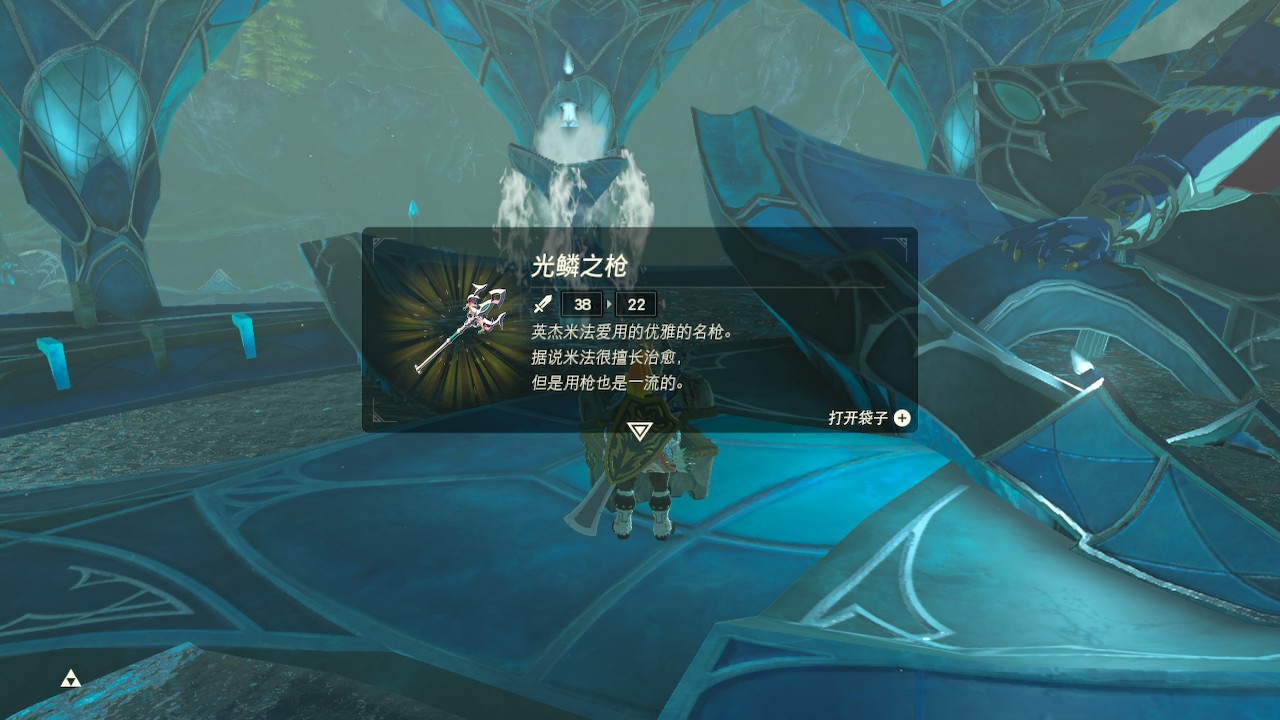 光鳞之枪
38 22
英杰米法爱用的优雅的名枪。
据说米法很擅长治愈，
但是用枪也是一流的。
打开袋子